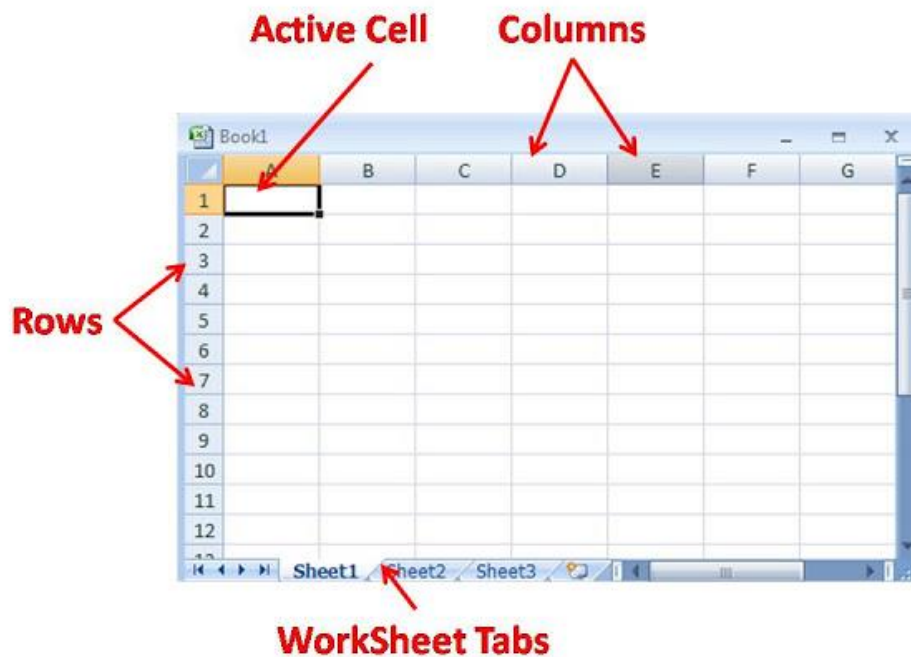 Active Cell Columns
Book1
A B C D E F G
1
2
3
4
Rows
5
6
7
8
9
10
11
12
13
Sheet1 Sheet2 Sheet3
WorkSheet Tabs